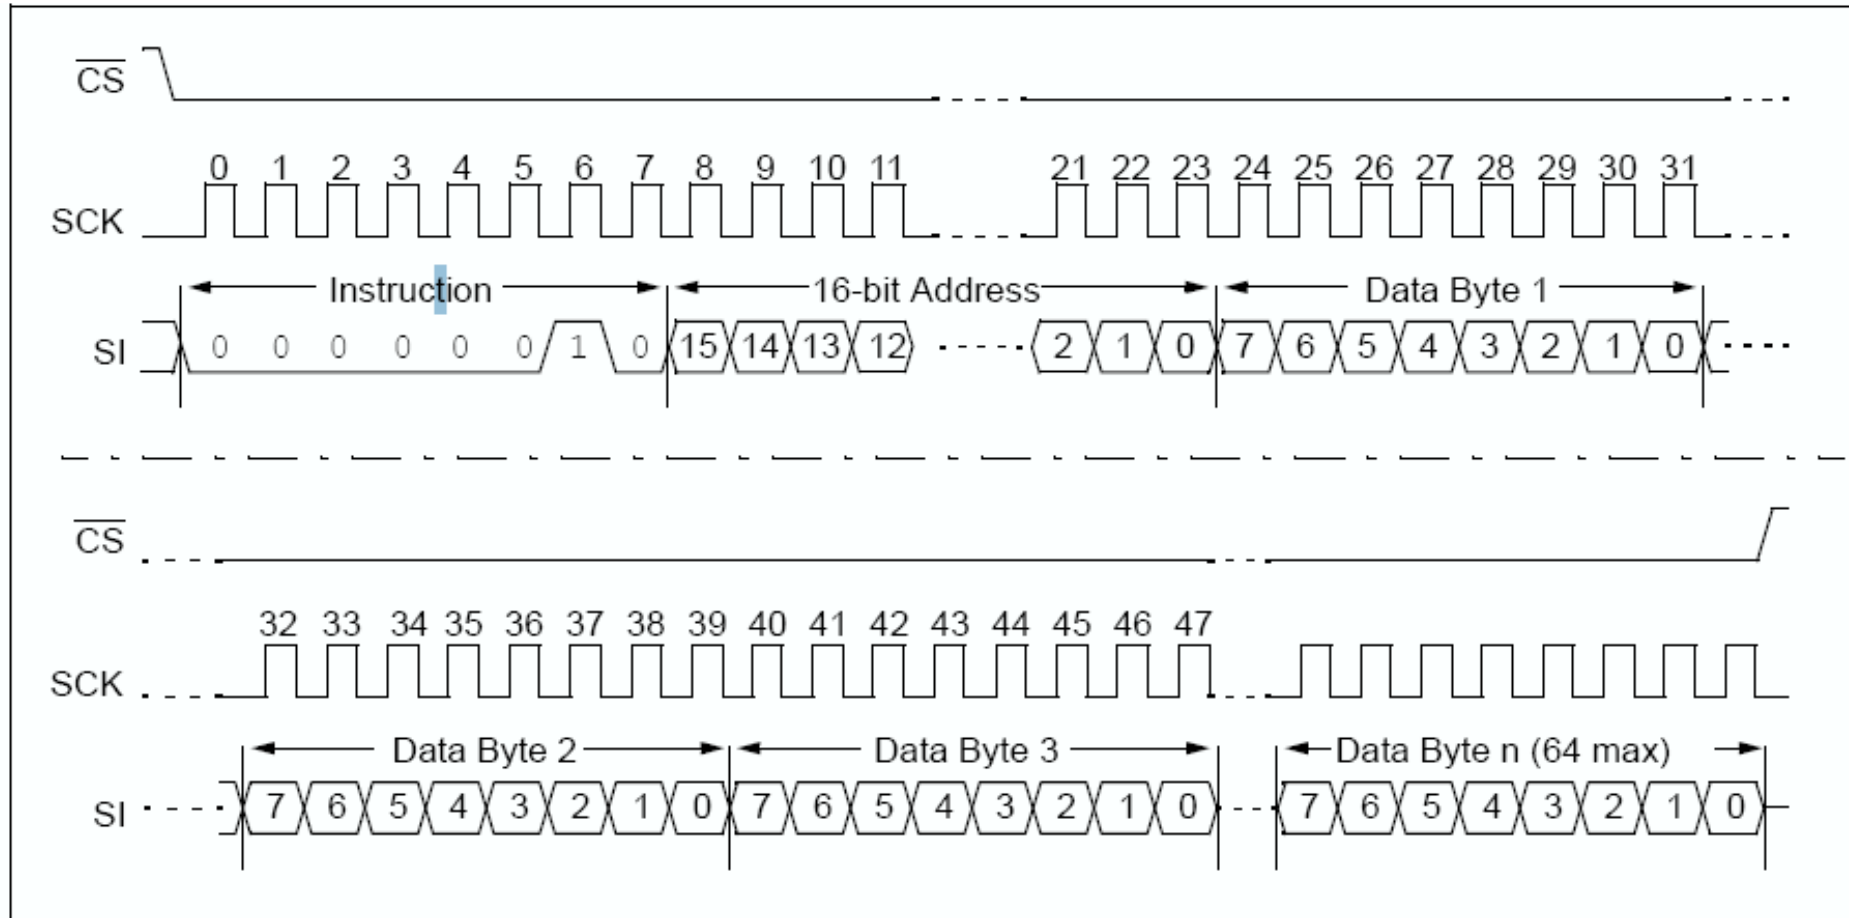 CS
0 1 2 3 4 5 6 7 8 9 10 11 21 22 23 24 25 26 27 28 29 30 31
SCK
Instruction 16-bit Address Data Byte 1
SI 0 0 0 0 0 0 1 0 15 14 13 12 2 1 0 7 6 5 4 3 2 1 0
CS
32 33 34 35 36 37 38 39 40 41 42 43 44 45 46 47
SCK
Data Byte 2 Data Byte 3 Data Byte n (64 max)
SI 7 6 5 4 3 2 1 0 7 6 5 4 3 2 1 0 7 6 5 4 3 2 1 0